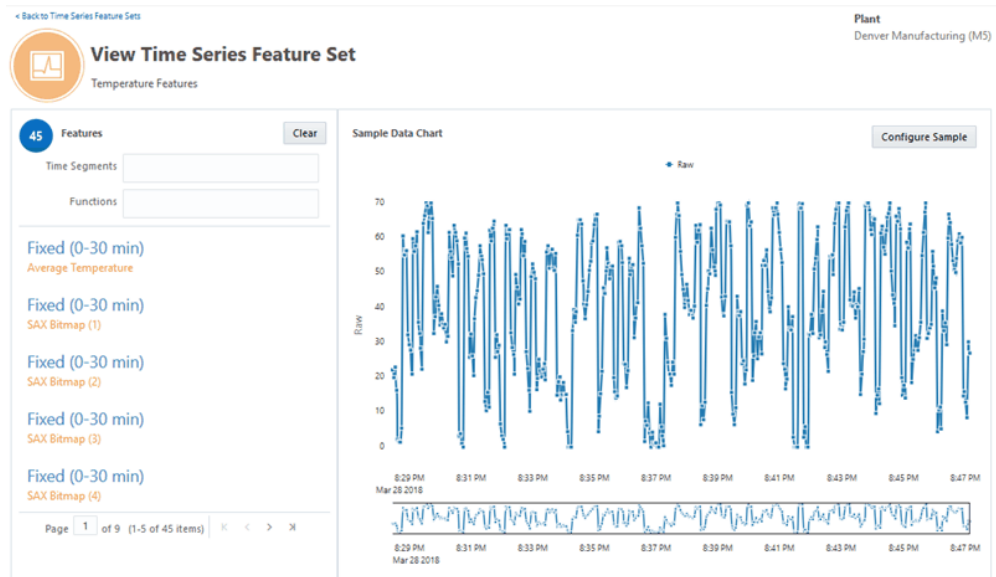 < Back to Time Series Feature Sets
Plant
Denver Manufacturing (M5)
View Time Series Feature Set
Temperature Features
45 Features Clear
Time Segments
Functions
Fixed (0-30 min)
Average Temperature
Fixed (0-30 min)
SAX Bitmap (1)
Fixed (0-30 min)
SAX Bitmap (2)
Fixed (0-30 min)
SAX Bitmap (3)
Fixed (0-30 min)
SAX Bitmap (4)
Page 1 of 9 (1-5 of 45 items)
Sample Data Chart Configure Sample
Raw
70
60
50
40
30
20
10
0
Raw
8:29 PM 8:31 PM 8:33 PM 8:35 PM 8:37 PM 8:39 PM 8:41 PM 8:43 PM 8:45 PM 8:47 PM
Mar 28 2018
8:29 PM 8:31 PM 8:33 PM 8:35 PM 8:37 PM 8:39 PM 8:41 PM 8:43 PM 8:45 PM 8:47 PM
Mar 28 2018